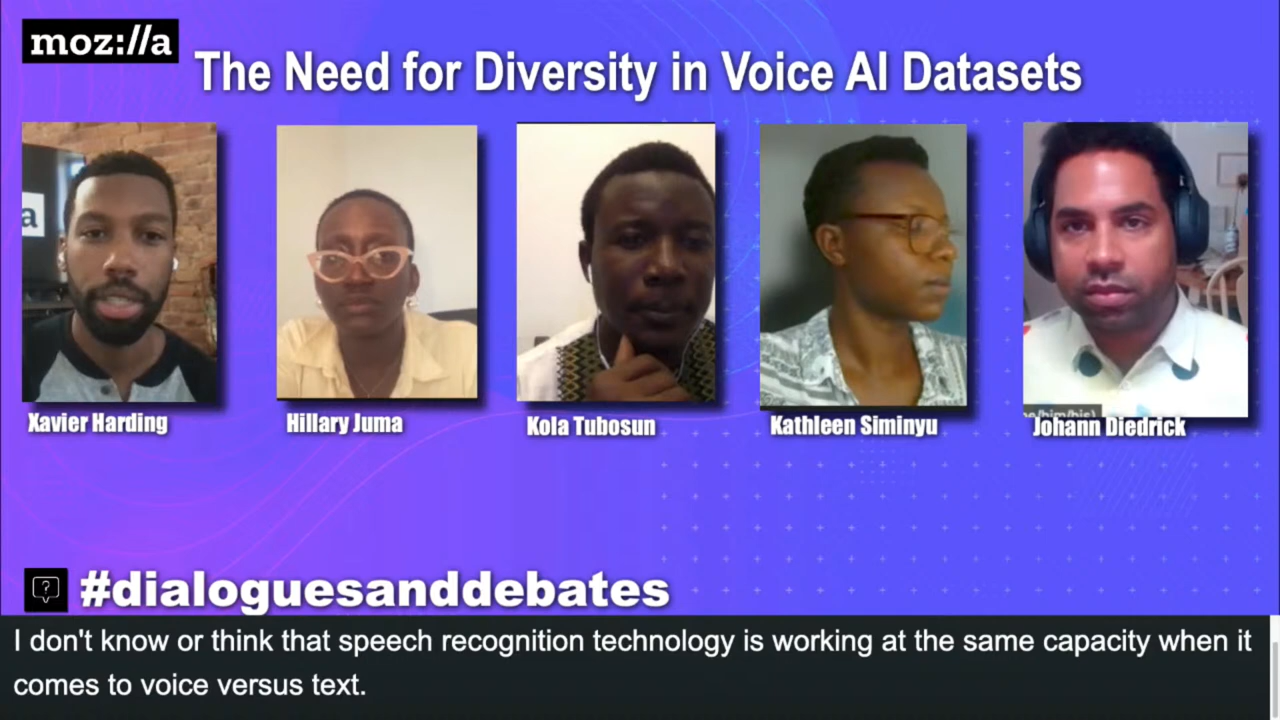 moz://a
The Need for Diversity in Voice AI Datasets
a
Xavier Harding
Hillary Juma
Kola Tubosun
Kathleen Siminyu
Johann Diedrick
#dialoguesanddebates
I don't know or think that speech recognition technology is working at the same capacity when it
comes to voice versus text.